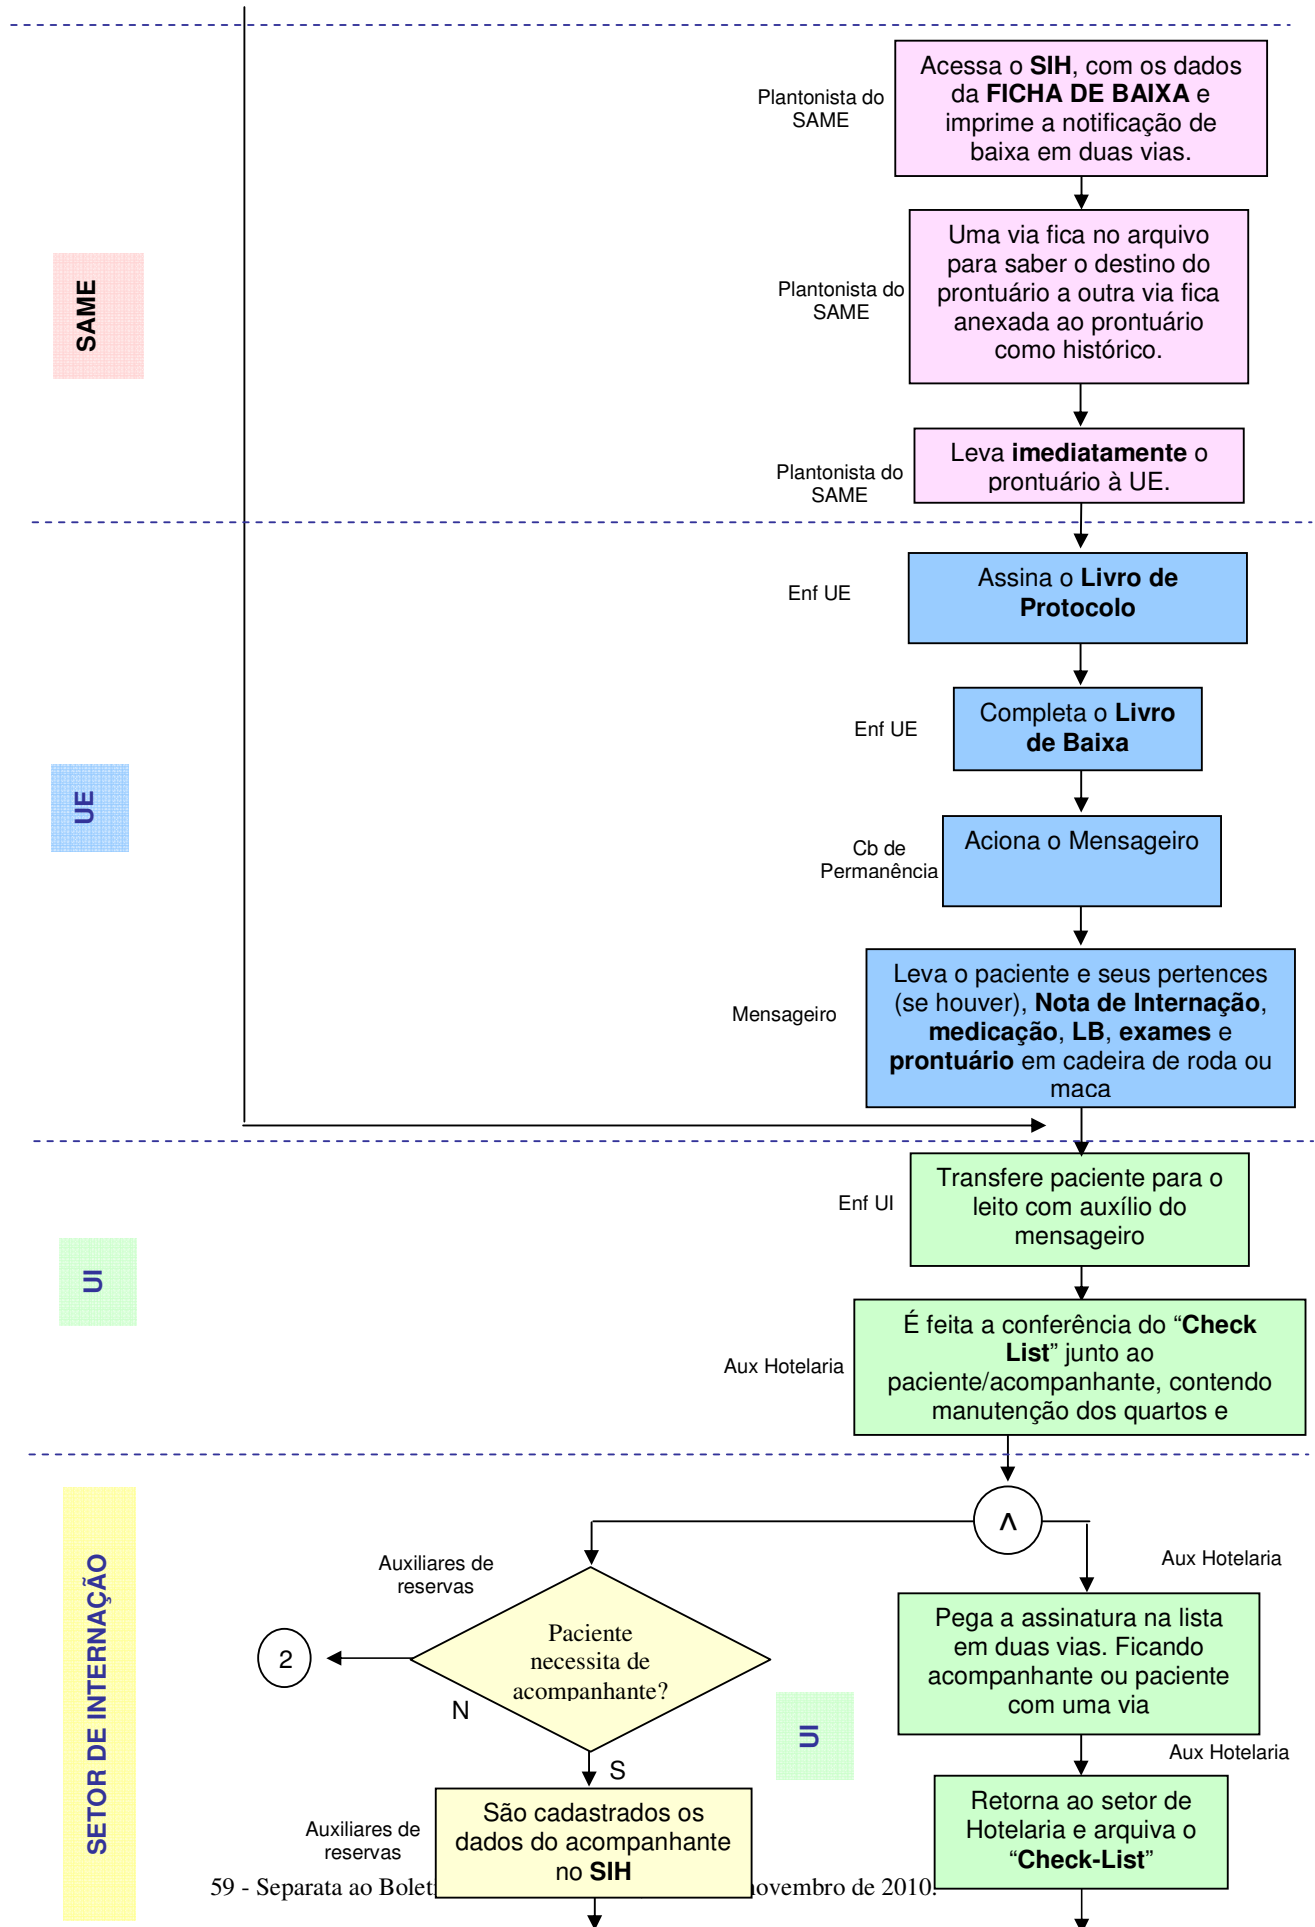 Plantonista do
SAME
Acessa o SIH, com os dados
da FICHA DE BAIXA e
imprime a notificação de
baixa em duas vias.
SAME
Plantonista do
SAME
Uma via fica no arquivo
para saber o destino do
prontuário a outra via fica
anexada ao prontuário
como histórico.
Plantonista do
SAME
Leva imediatamente o
prontuário à UE.
UE
Enf UE
Assina o Livro de
Protocolo
Enf UE
Completa o Livro
de Baixa
Cb de
Permanência
Aciona o Mensageiro
Mensageiro
Leva o paciente e seus pertences
(se houver), Nota de Internação,
medicação, LB, exames e
prontuário em cadeira de roda ou
maca
UI
Enf UI
Transfere paciente para o
leito com auxílio do
mensageiro
Aux Hotelaria
É feita a conferência do “Check
List” junto ao
paciente/acompanhante, contendo
manutenção dos quartos e
SETOR DE INTERNAÇÃO
^
Auxiliares de
reservas
Paciente
necessita de
acompanhante?
2
N
S
Auxiliares de
reservas
São cadastrados os
dados do acompanhante
no SIH
UI
Aux Hotelaria
Pega a assinatura na lista
em duas vias. Ficando
acompanhante ou paciente
com uma via
Aux Hotelaria
Retorna ao setor de
Hotelaria e arquiva o
“Check-List”
59 - Separata ao de 2010.